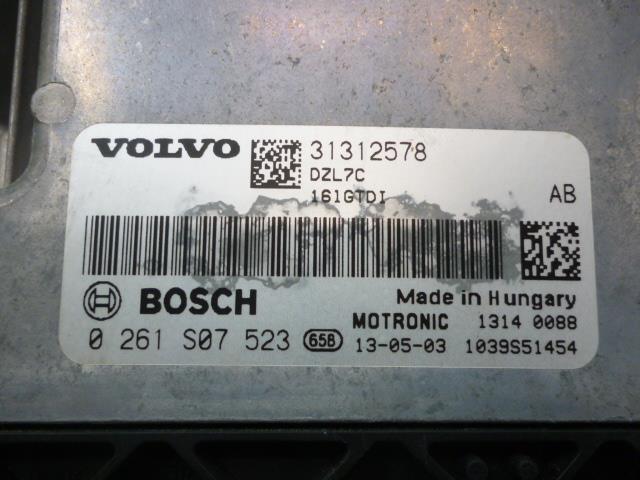 VOLVO 31312578
DZL7C
161GTDI AB
BOSCH Made in Hungary
MOTRONIC 1314 0088
0 261 S07 523 658 13-05-03 1039S51454